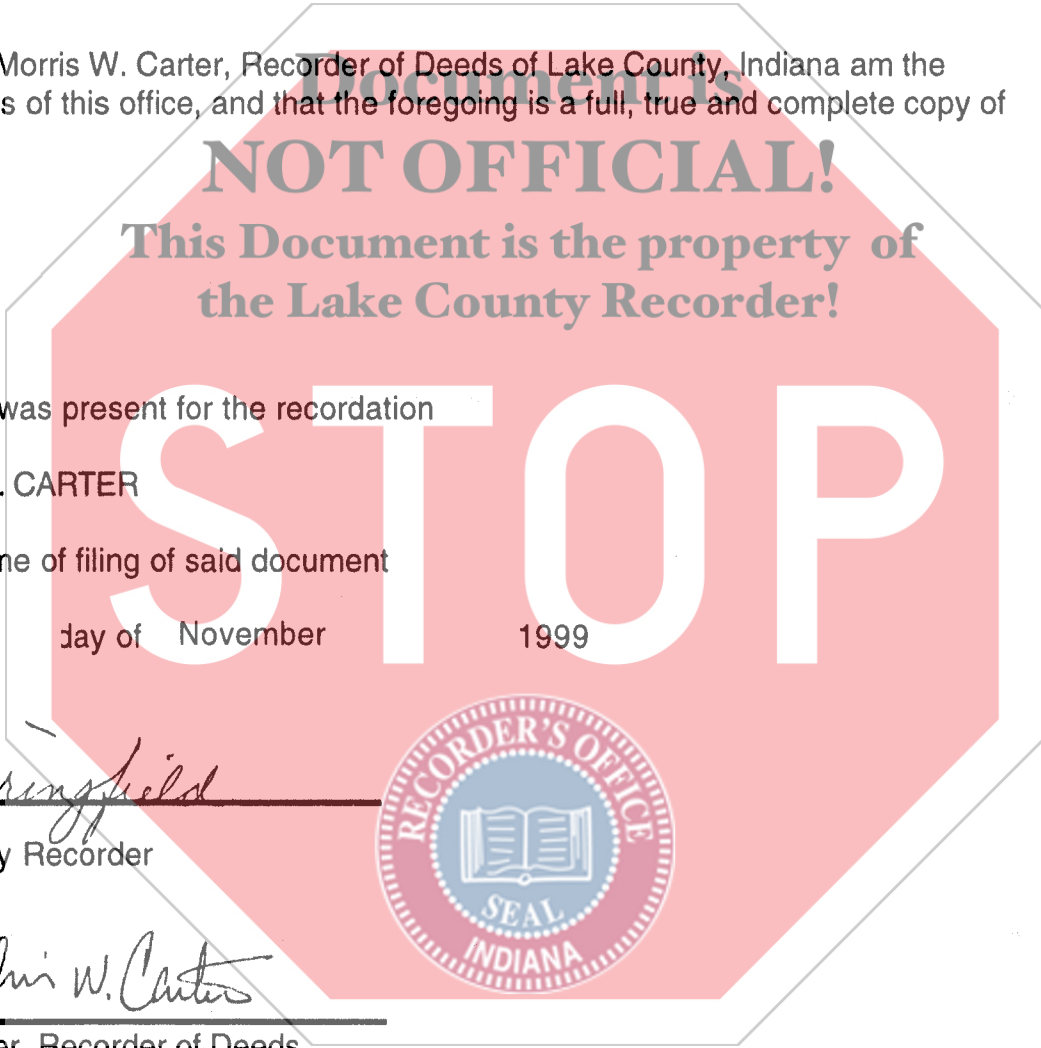 Document is
Morris W. Carter, Recorder of Deeds of Lake County, Indiana am the
s of this office, and that the foregoing is a full, true and complete copy of
NOT OFFICIAL!
This Document is the property of
the Lake County Recorder!
was present for the recordation
. CARTER
ne of filing of said document
day of November 1999
STOP
ringfield
y Recorder
RECORDER'S OFFICE
SEAL
INDIANA
W. Carter
er, Recorder of Deeds